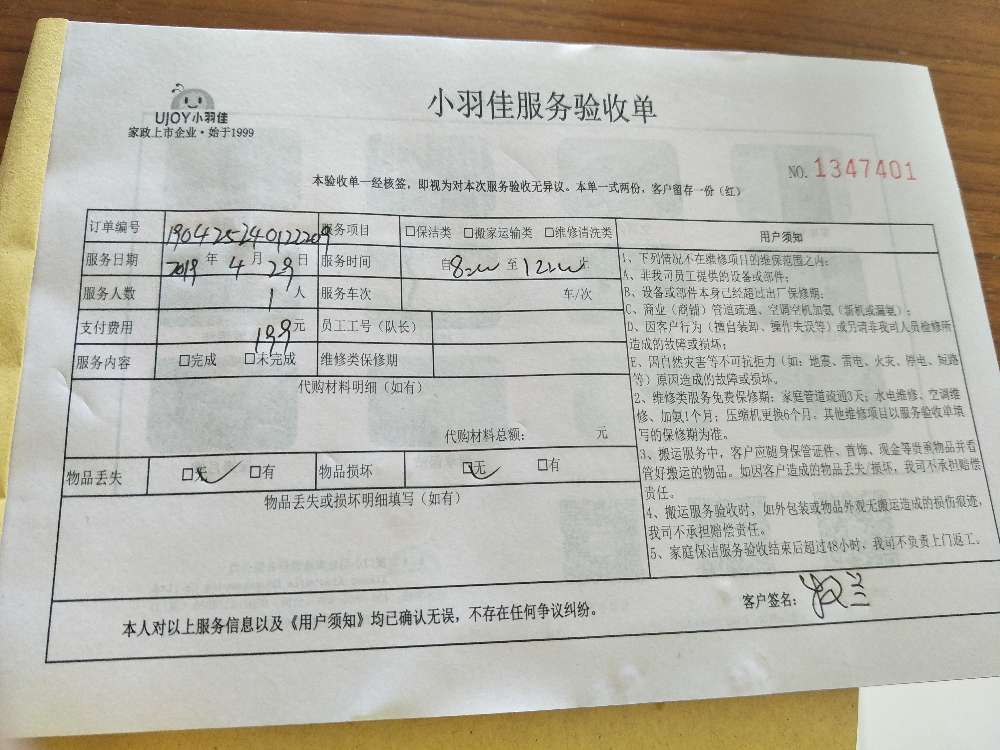 UJOY小羽佳
家政上市企业·始于1999
小羽佳服务验收单
NO. 1347401
本验收单一经核签，即视为对本次服务验收无异议。本单一式两份，客户留存一份（红）
订单编号 190425240122209 服务项目 □保洁类 □搬家运输类 □维修清洗类
服务日期 2019 年 4 月 29 日 服务时间 自 8:00 至 12:00 止
服务人数 1 人 服务车次 车/次
支付费用 199 元 员工工号（队长）
服务内容 □完成 □未完成 维修类保修期
代购材料明细（如有）
代购材料总额： 元
物品丢失 □无 □有 物品损坏 □无 □有
物品丢失或损坏明细填写（如有）
用户须知
1、下列情况不在维修项目的维保范围之内：
A、非我司员工提供的设备或部件；
B、设备或部件本身已经超过出厂保修期；
C、商业（商铺）管道疏通、空调空机加氨（新机或漏氨）；
D、因客户行为（擅自装卸、操作失误等）或另请非我司人员检修所
造成的故障或损坏；
E、因自然灾害等不可抗拒力（如：地震、雷电、火灾、停电、短路
等）原因造成的故障或损坏。
2、维修类服务免费保修期：家庭管道疏通3天；水电维修、空调维
修、加氨1个月；压缩机更换6个月，其他维修项目以服务验收单填
写的保修期为准。
3、搬运服务中，客户应随身保管证件、首饰、现金等贵重物品并看
管好搬运的物品。如因客户造成的物品丢失/损坏，我司不承担赔偿
责任。
4、搬运服务验收时，如外包装或物品外观无搬运造成的损伤痕迹，
我司不承担赔偿责任。
5、家庭保洁服务验收结束后超过48小时，我司不负责上门返工。
本人对以上服务信息以及《用户须知》均已确认无误，不存在任何争议纠纷。
客户签名：